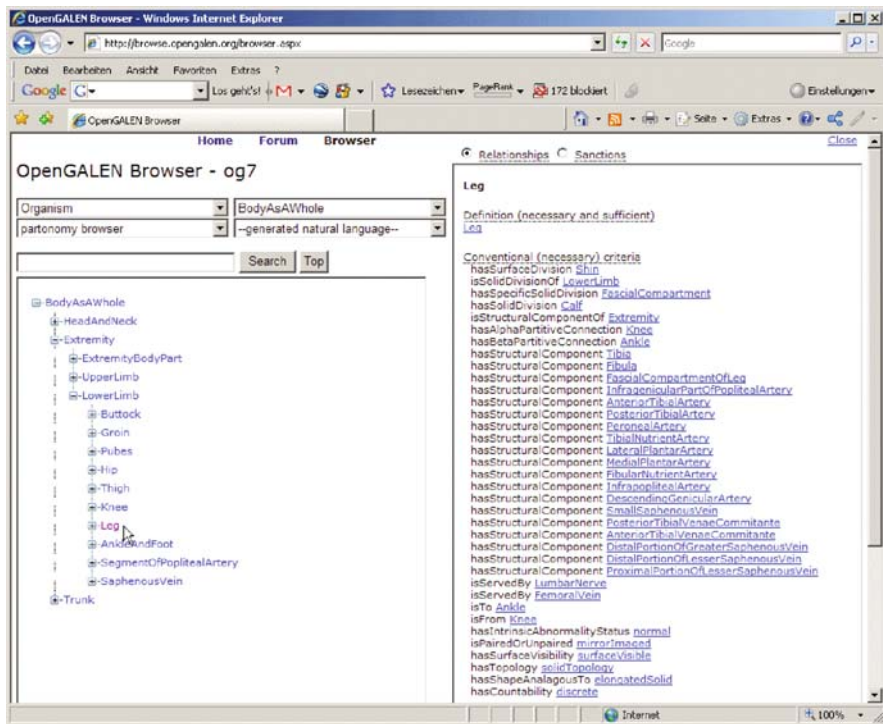 OpenGALEN Browser - Windows Internet Explorer
http://browse.opengalen.org/browser.aspx
Google
Datei Bearbeiten Ansicht Favoriten Extras ?
Google G Los geht's! M Lesezeichen PageRank 172 blockiert Einstellungen
OpenGALEN Browser Seite Extras
Home Forum Browser
OpenGALEN Browser - og7
Organism BodyAsAWhole
partonomy browser --generated natural language--
Search Top
BodyAsAWhole
HeadAndNeck
Extremity
ExtremityBodyPart
UpperLimb
LowerLimb
Buttock
Groin
Pubes
Hip
Thigh
Knee
Leg
AnkleAndFoot
SegmentOfPoplitealArtery
SaphenousVein
Trunk
Close
Relationships Sanctions
Leg
Definition (necessary and sufficient)
Leg
Conventional (necessary) criteria
hasSurfaceDivision Shin
isSolidDivisionOf LowerLimb
hasSpecificSolidDivision FascialCompartment
hasSolidDivision Calf
isStructuralComponentOf Extremity
hasAlphaPartitiveConnection Knee
hasBetaPartitiveConnection Ankle
hasStructuralComponent Tibia
hasStructuralComponent Fibula
hasStructuralComponent FascialCompartmentOfLeg
hasStructuralComponent InfragenicularPartOfPoplitealArtery
hasStructuralComponent AnteriorTibialArtery
hasStructuralComponent PosteriorTibialArtery
hasStructuralComponent PeronealArtery
hasStructuralComponent TibialNutrientArtery
hasStructuralComponent LateralPlantarArtery
hasStructuralComponent MedialPlantarArtery
hasStructuralComponent FibularNutrientArtery
hasStructuralComponent InfrapoplitealArtery
hasStructuralComponent DescendingGenicularArtery
hasStructuralComponent SmallSaphenousVein
hasStructuralComponent PosteriorTibialVenaeCommitante
hasStructuralComponent AnteriorTibialVenaeCommitante
hasStructuralComponent DistalPortionOfGreaterSaphenousVein
hasStructuralComponent DistalPortionOfLesserSaphenousVein
hasStructuralComponent ProximalPortionOfLesserSaphenousVein
isServedBy LumbarNerve
isServedBy FemoralVein
isTo Ankle
isFrom Knee
hasIntrinsicAbnormalityStatus normal
isPairedOrUnpaired mirrorImaged
hasSurfaceVisibility surfaceVisible
hasTopology solidTopology
hasShapeAnalagousTo elongatedSolid
hasCountability discrete
Internet 100%